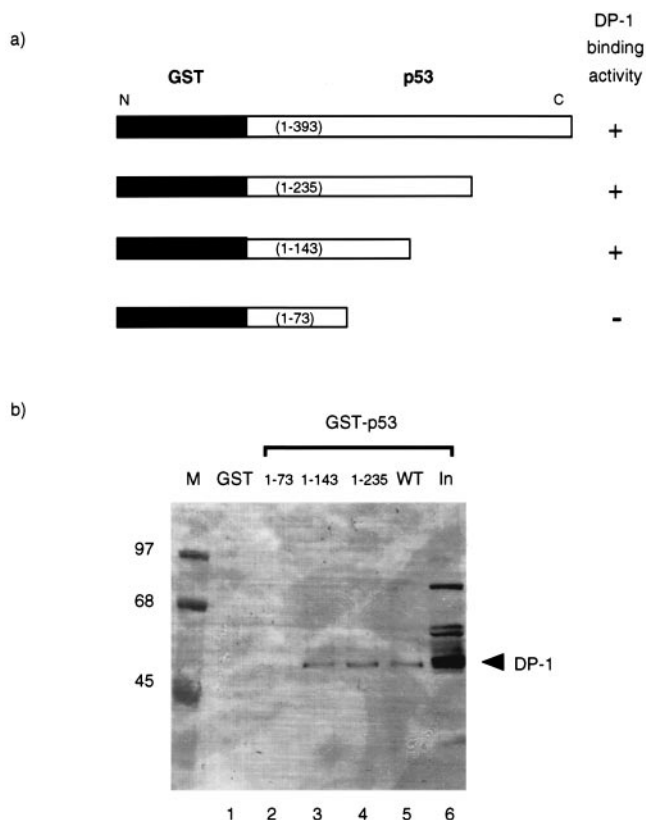 a)
DP-1
binding
activity
GST p53
N C
(1-393) +
(1-235) +
(1-143) +
(1-73) -
b)
GST-p53
M GST 1-73 1-143 1-235 WT In
97
68
45
DP-1
1 2 3 4 5 6